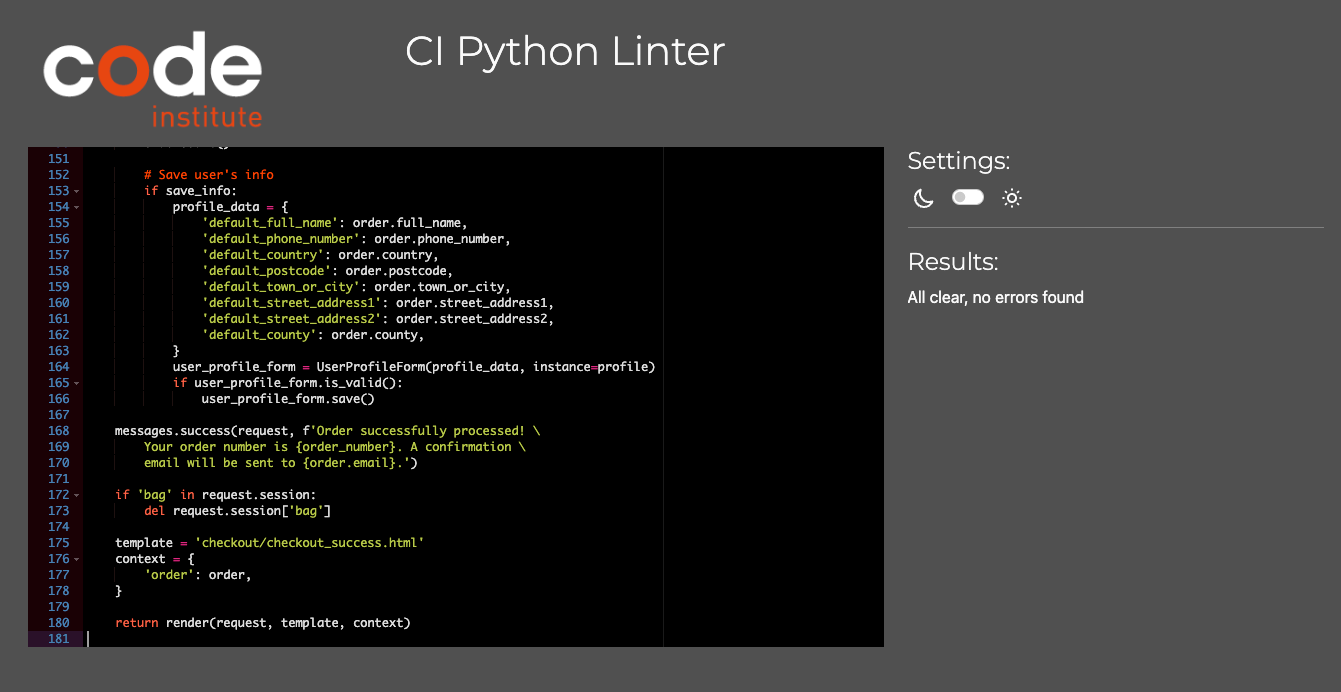 code
institute
CI Python Linter
151
152 # Save user's info
153 if save_info:
154 profile_data = {
155 'default_full_name': order.full_name,
156 'default_phone_number': order.phone_number,
157 'default_country': order.country,
158 'default_postcode': order.postcode,
159 'default_town_or_city': order.town_or_city,
160 'default_street_address1': order.street_address1,
161 'default_street_address2': order.street_address2,
162 'default_county': order.county,
163 }
164 user_profile_form = UserProfileForm(profile_data, instance=profile)
165 if user_profile_form.is_valid():
166 user_profile_form.save()
167
168 messages.success(request, f'Order successfully processed! \
169 Your order number is {order_number}. A confirmation \
170 email will be sent to {order.email}.')
171
172 if 'bag' in request.session:
173 del request.session['bag']
174
175 template = 'checkout/checkout_success.html'
176 context = {
177 'order': order,
178 }
179
180 return render(request, template, context)
181
Settings:
Results:
All clear, no errors found